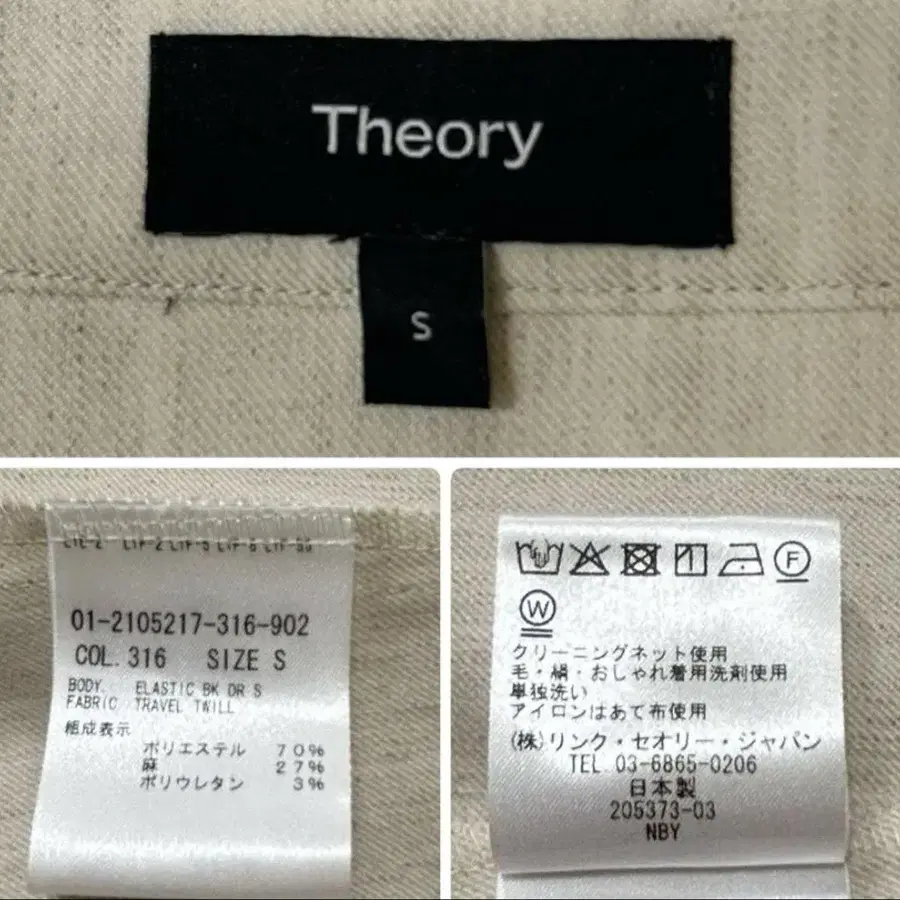 Theory
S
01-2105217-316-902
COL. 316 SIZE S
BODY. ELASTIC BK DR S
FABRIC TRAVEL TWILL
組成表示
ポリエステル 70%
麻 27%
ポリウレタン 3%
F
W
クリーニングネット使用
毛・絹・おしゃれ着用洗剤使用
単独洗い
アイロンはあて布使用
(株)リンク・セオリー・ジャパン
TEL.03-6865-0206
日本製
205373-03
NBY